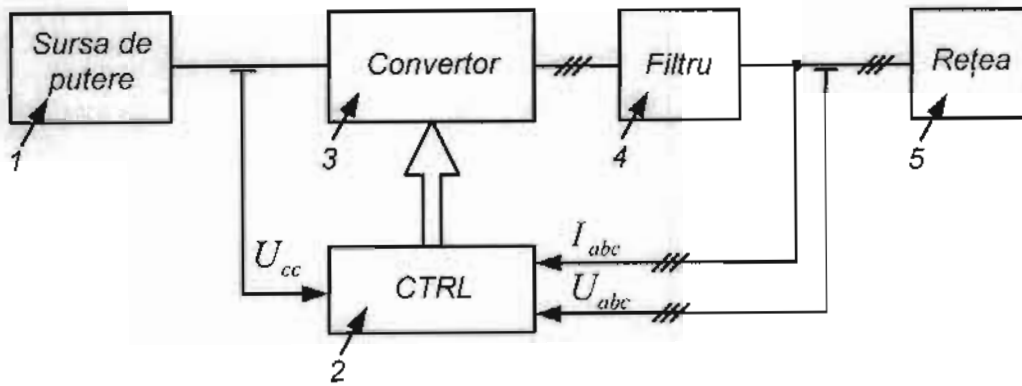 Sursa de
putere
Convertor
Filtru
Rețea
1
3
4
5
U_cc
CTRL
I_abc
U_abc
2